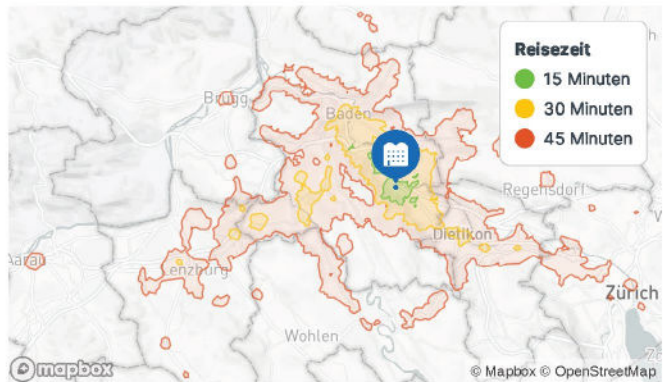 Reisezeit
15 Minuten
30 Minuten
45 Minuten
Brugg
Baden
Regensdorf
Dietikon
Aarau
Lenzburg
Zürich
Wohlen
mapbox
© Mapbox © OpenStreetMap